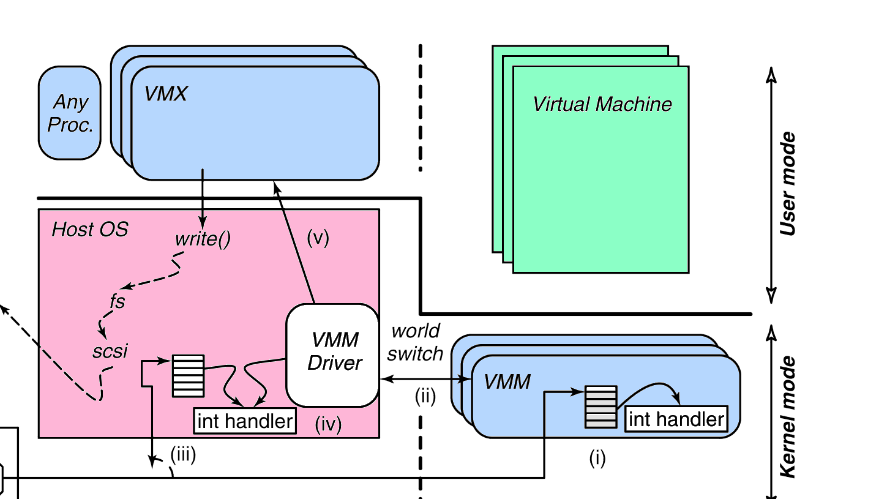 Any
Proc.
VMX
Virtual Machine
User mode
Host OS
write()
(v)
fs
scsi
VMM
Driver
world
switch
(ii)
VMM
int handler
(iv)
int handler
(i)
(iii)
Kernel mode